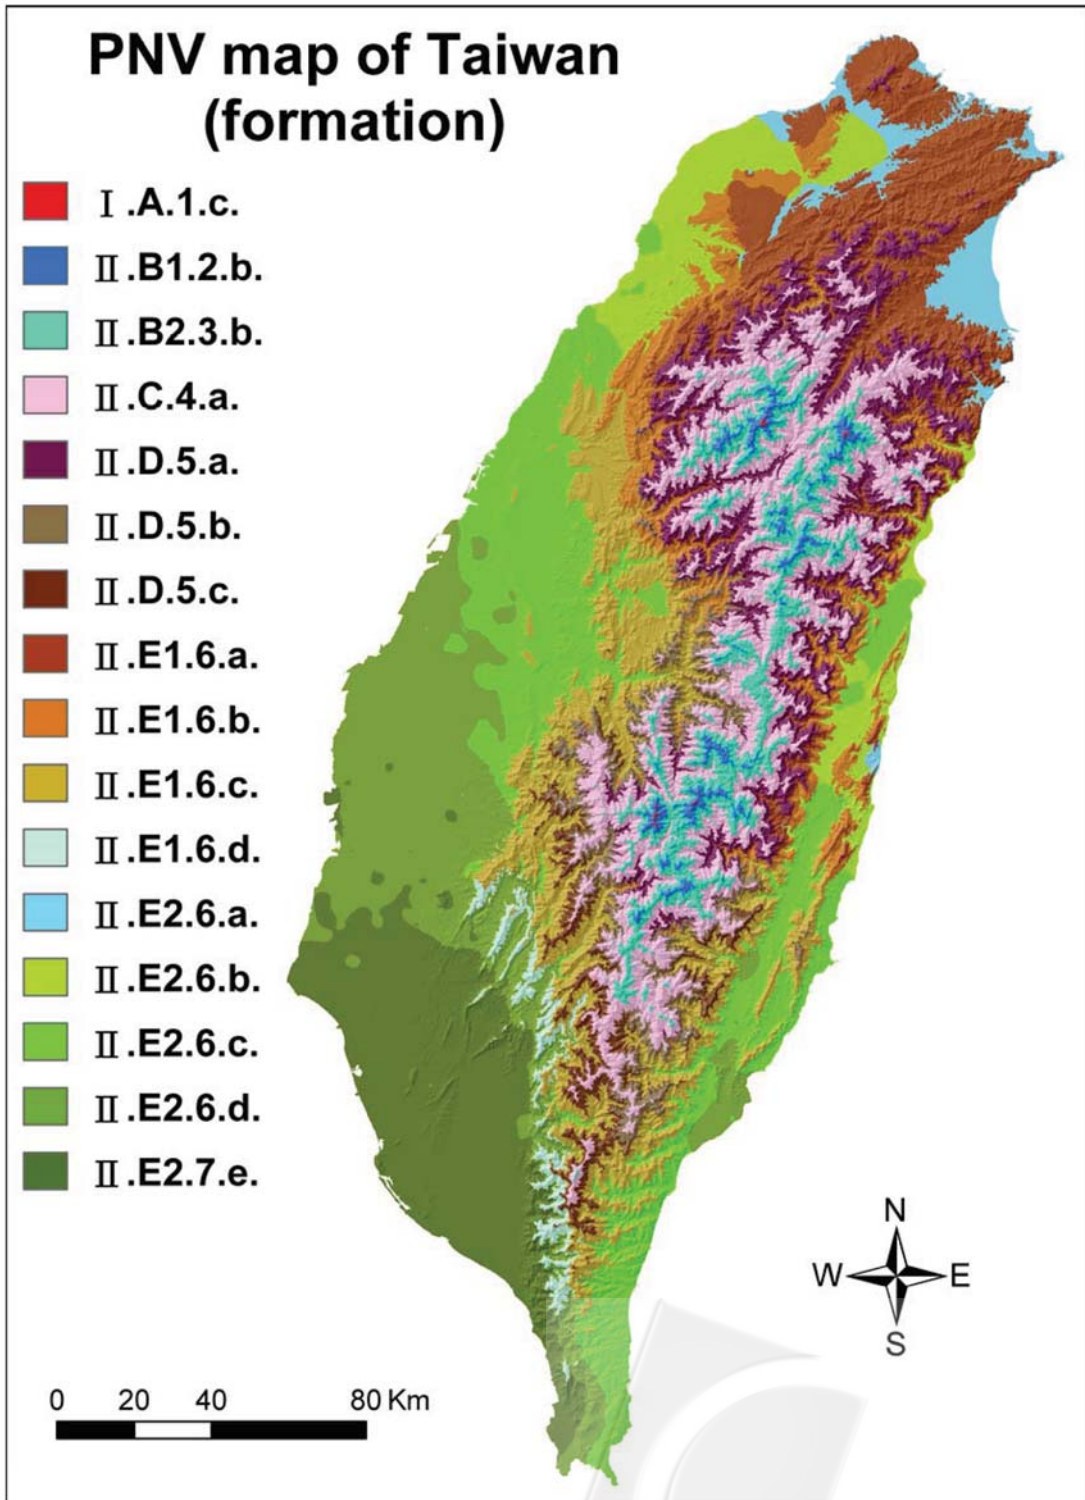 PNV map of Taiwan
(formation)
Ⅰ.A.1.c.
Ⅱ.B1.2.b.
Ⅱ.B2.3.b.
Ⅱ.C.4.a.
Ⅱ.D.5.a.
Ⅱ.D.5.b.
Ⅱ.D.5.c.
Ⅱ.E1.6.a.
Ⅱ.E1.6.b.
Ⅱ.E1.6.c.
Ⅱ.E1.6.d.
Ⅱ.E2.6.a.
Ⅱ.E2.6.b.
Ⅱ.E2.6.c.
Ⅱ.E2.6.d.
Ⅱ.E2.7.e.
N
W E
S
0 20 40 80 Km